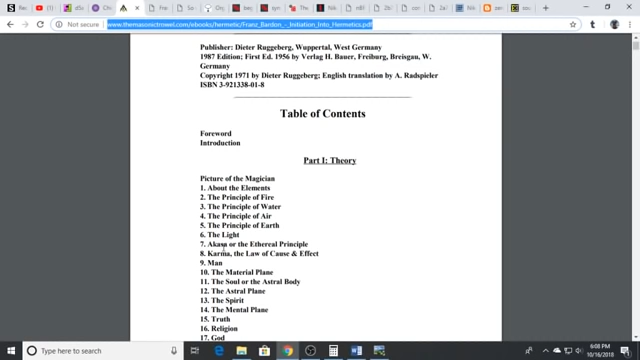 Not secure
www.themasonictrowel.com/ebooks/hermetic/Franz_Bardon_-_Initiation_Into_Hermetics.pdf
Publisher: Dieter Ruggeberg, Wuppertal, West Germany
1987 Edition; First Ed. 1956 by Verlag H. Bauer, Freiburg, Breisgau, W.
Germany
Copyright 1971 by Dieter Ruggeberg; English translation by A. Radspieler
ISBN 3-921338-01-8
Table of Contents
Foreword
Introduction
Part I: Theory
Picture of the Magician
1. About the Elements
2. The Principle of Fire
3. The Principle of Water
4. The Principle of Air
5. The Principle of Earth
6. The Light
7. Akasa or the Ethereal Principle
8. Karma, the Law of Cause & Effect
9. Man
10. The Material Plane
11. The Soul or the Astral Body
12. The Astral Plane
13. The Spirit
14. The Mental Plane
15. Truth
16. Religion
17. God
Type here to search
6:08 PM
10/16/2018